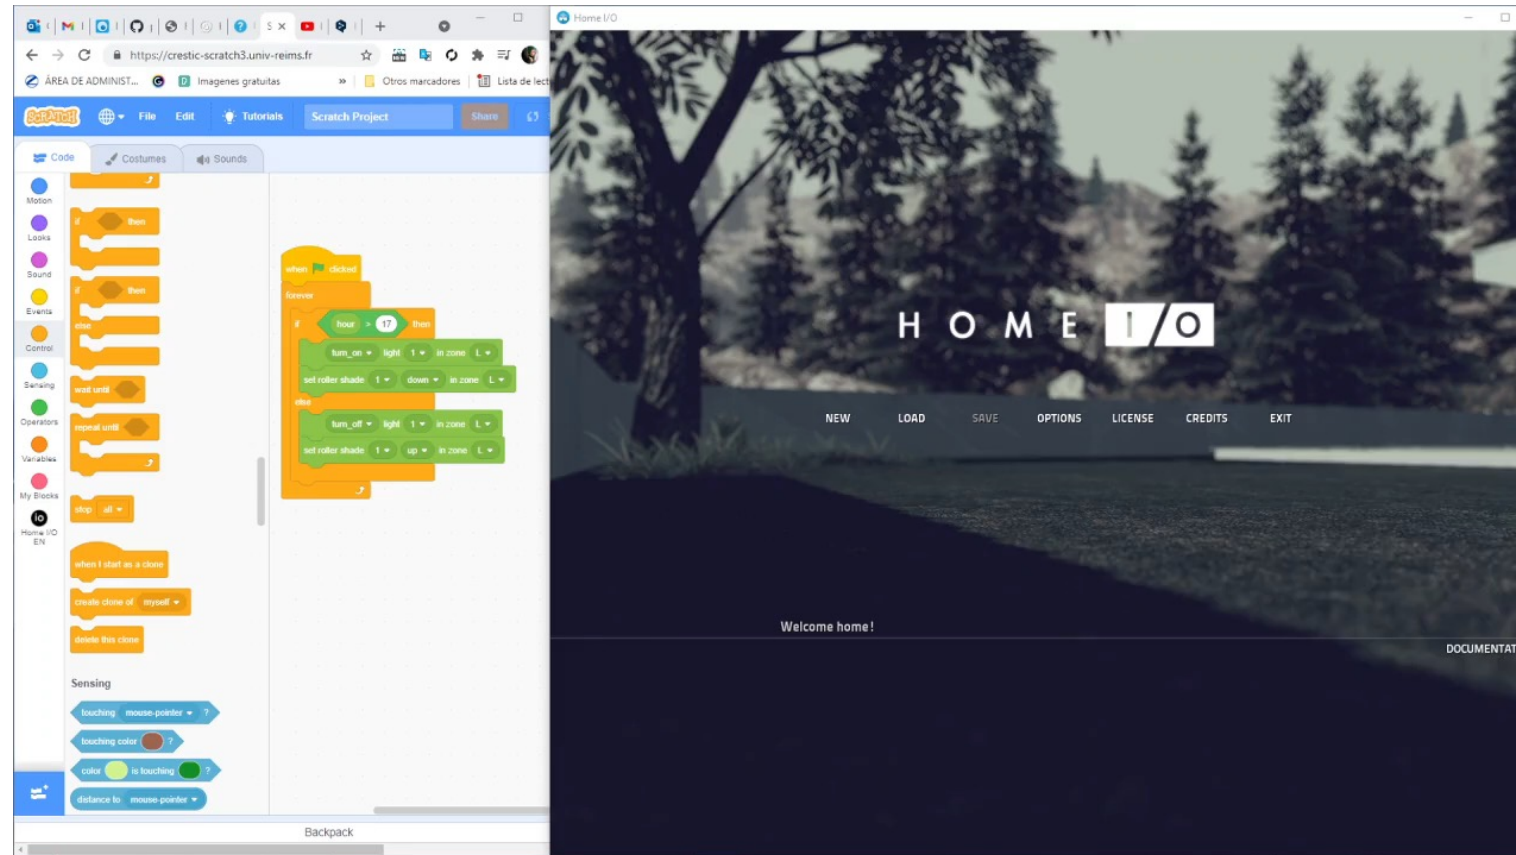 S
https://crestic-scratch3.univ-reims.fr
ÁREA DE ADMINIST...
Imagenes gratuitas
»
Otros marcadores
Lista de lect
SCRATCH
File
Edit
Tutorials
Scratch Project
Share
Code
Costumes
Sounds
Motion
Looks
Sound
Events
Control
Sensing
Operators
Variables
My Blocks
io
Home I/O
EN
if then
if then
else
wait until
repeat until
stop all
when I start as a clone
create clone of myself
delete this clone
Sensing
touching mouse-pointer ?
touching color ?
color is touching ?
distance to mouse-pointer
when clicked
forever
if hour > 17 then
turn_on light 1 in zone L
set roller shade 1 down in zone L
else
turn_off light 1 in zone L
set roller shade 1 up in zone L
Backpack
Home I/O
HOME I/O
NEW LOAD SAVE OPTIONS LICENSE CREDITS EXIT
Welcome home!
DOCUMENTAT